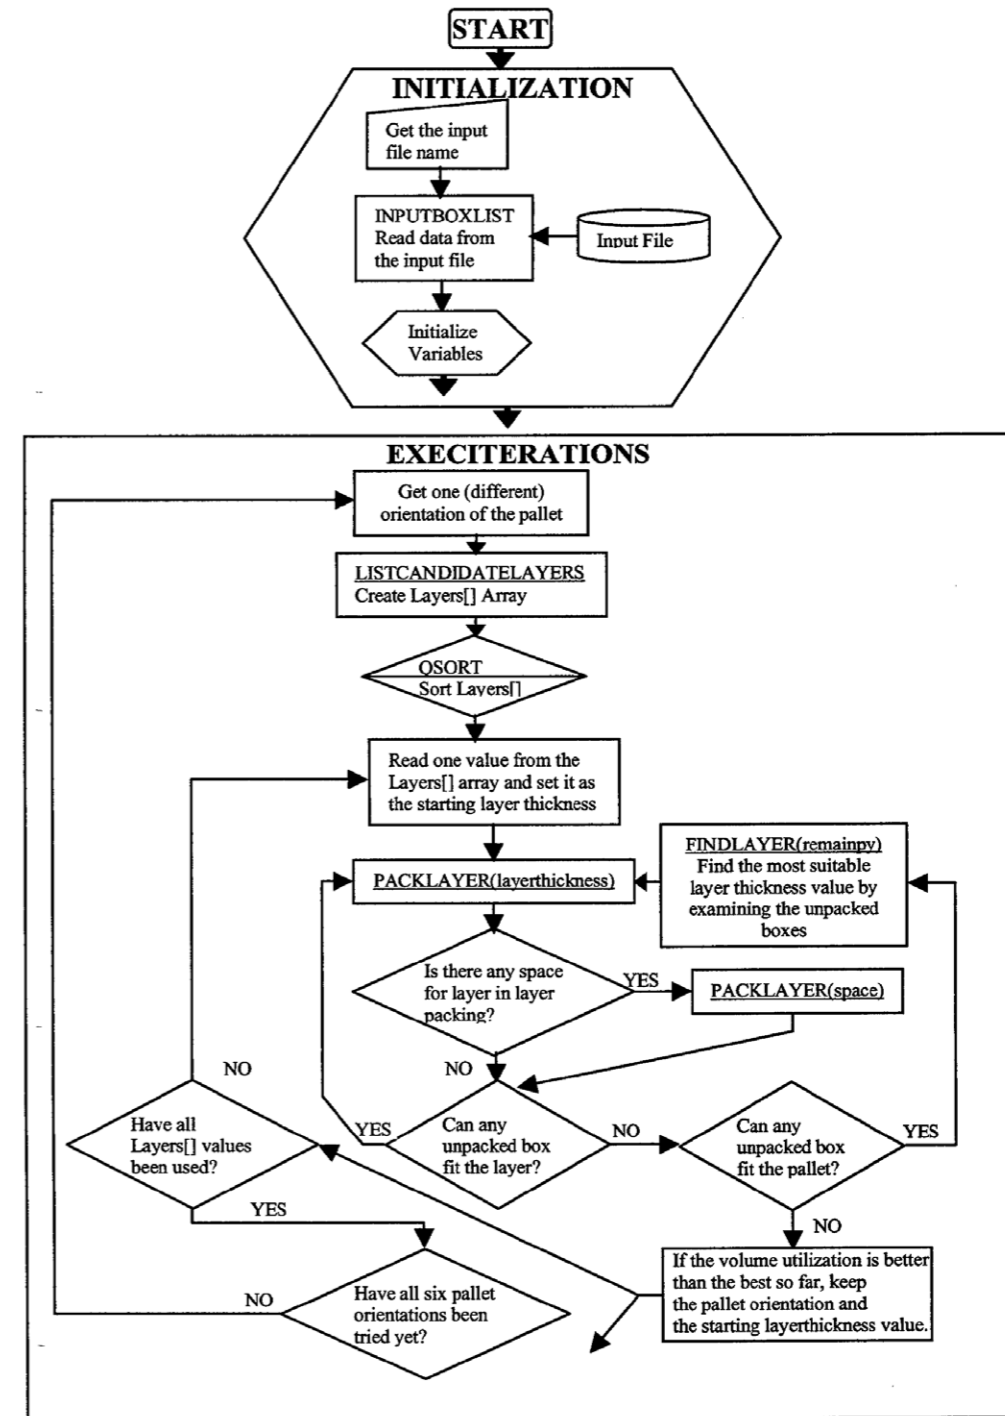 START
INITIALIZATION
Get the input
file name
INPUTBOXLIST
Read data from
the input file
Input File
Initialize
Variables
EXECITERATIONS
Get one (different)
orientation of the pallet
LISTCANDIDATELAYERS
Create Layers[] Array
QSORT
Sort Layers[]
Read one value from the
Layers[] array and set it as
the starting layer thickness
FINDLAYER(remainpy)
Find the most suitable
layer thickness value by
examining the unpacked
boxes
PACKLAYER(layerthickness)
Is there any space
for layer in layer
packing?
YES
PACKLAYER(space)
NO
NO
Have all
Layers[] values
been used?
YES
Can any
unpacked box
fit the layer?
NO
Can any
unpacked box
fit the pallet?
YES
YES
NO
If the volume utilization is better
than the best so far, keep
the pallet orientation and
the starting layerthickness value.
NO
Have all six pallet
orientations been
tried yet?